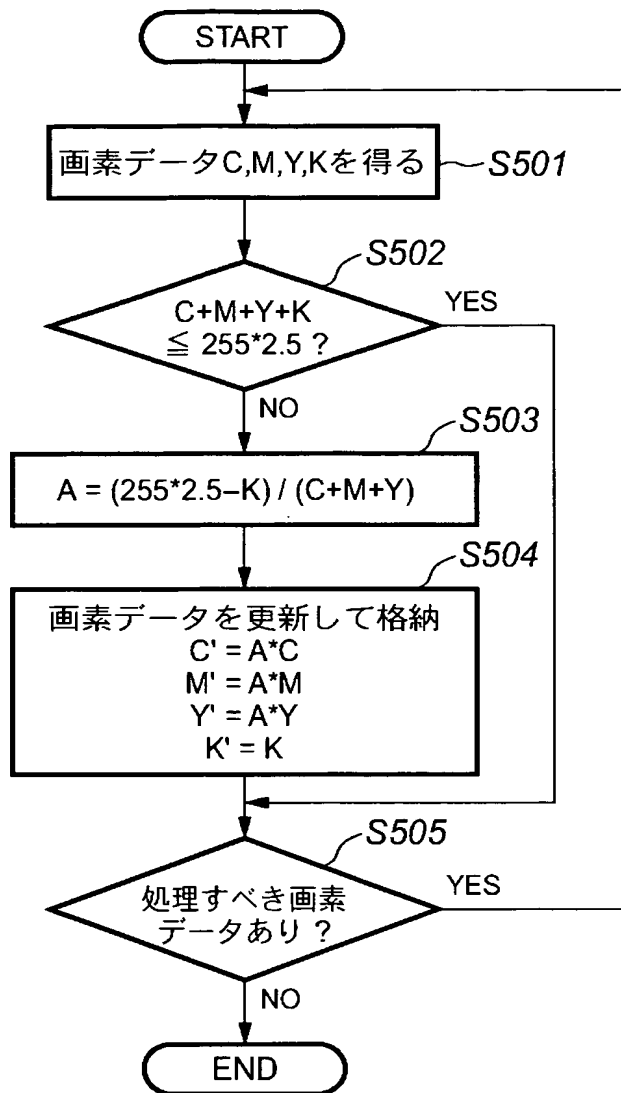 START
画素データC,M,Y,Kを得る
S501
S502
C+M+Y+K
≦ 255*2.5 ?
YES
NO
S503
A = (255*2.5–K) / (C+M+Y)
S504
画素データを更新して格納
C' = A*C
M' = A*M
Y' = A*Y
K' = K
S505
処理すべき画素
データあり ?
YES
NO
END